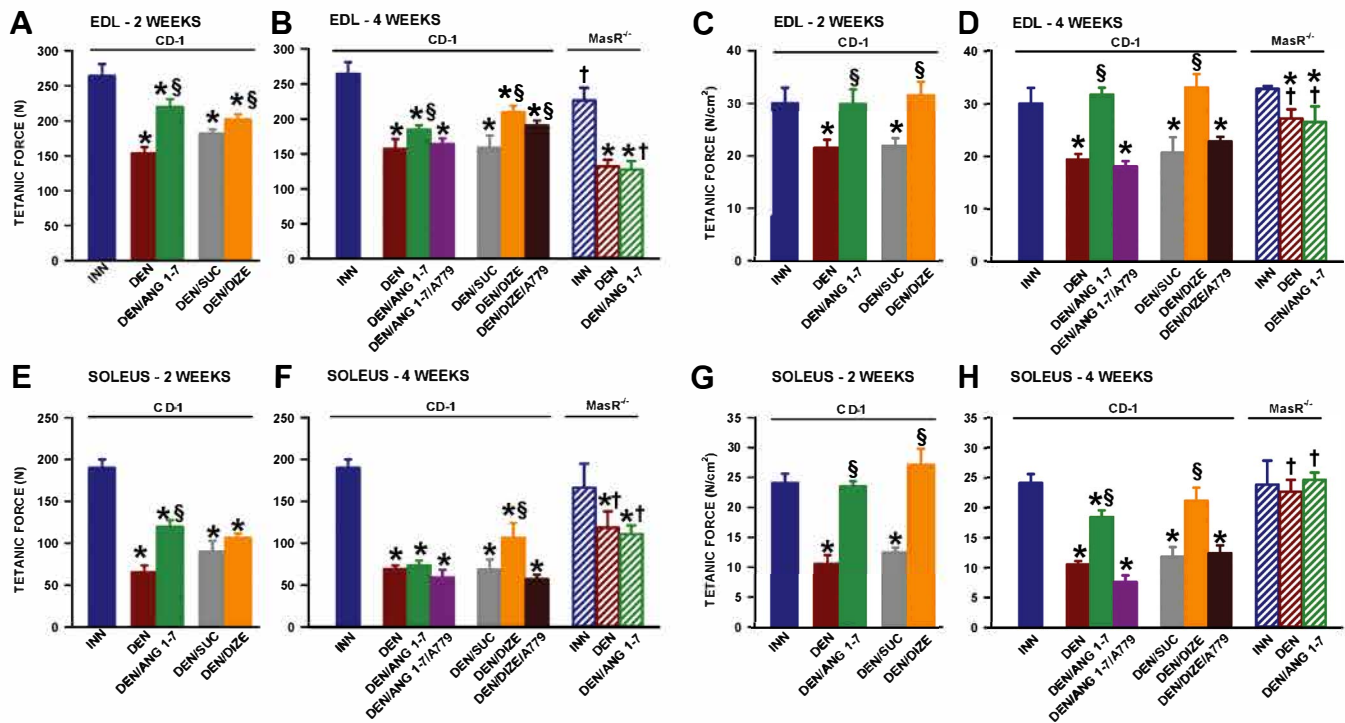 A EDL - 2 WEEKS
CD-1
TETANIC FORCE (N)
300
250
200
150
100
50
0
* § * * * §
INN DEN DEN/ANG 1-7 DEN/SUC DEN/DIZE
B EDL - 4 WEEKS
CD-1 MasR-/-
300
250
200
150
100
50
0
* * § * * * § * § † * * †
INN DEN DEN/ANG 1-7 DEN/ANG 1-7/A779 DEN/SUC DEN/DIZE DEN/DIZE/A779 INN DEN DEN/ANG 1-7
C EDL - 2 WEEKS
CD-1
TETANIC FORCE (N/cm²)
40
30
20
10
0
* § * §
INN DEN DEN/ANG 1-7 DEN/SUC DEN/DIZE
D EDL - 4 WEEKS
CD-1 MasR-/-
40
30
20
10
0
* § * * § * * † * †
INN DEN DEN/ANG 1-7 DEN/ANG 1-7/A779 DEN/SUC DEN/DIZE DEN/DIZE/A779 INN DEN DEN/ANG 1-7
E SOLEUS - 2 WEEKS
CD-1
TETANIC FORCE (N)
250
200
150
100
50
0
* * § * *
INN DEN DEN/ANG 1-7 DEN/SUC DEN/DIZE
F SOLEUS - 4 WEEKS
CD-1 MasR-/-
250
200
150
100
50
0
* * * * * § * * † * †
INN DEN DEN/ANG 1-7 DEN/ANG 1-7/A779 DEN/SUC DEN/DIZE DEN/DIZE/A779 INN DEN DEN/ANG 1-7
G SOLEUS - 2 WEEKS
CD-1
TETANIC FORCE (N/cm²)
35
30
25
20
15
10
5
0
* § * §
INN DEN DEN/ANG 1-7 DEN/SUC DEN/DIZE
H SOLEUS - 4 WEEKS
CD-1 MasR-/-
35
30
25
20
15
10
5
0
* * § * * § * † †
INN DEN DEN/ANG 1-7 DEN/ANG 1-7/A779 DEN/SUC DEN/DIZE DEN/DIZE/A779 INN DEN DEN/ANG 1-7